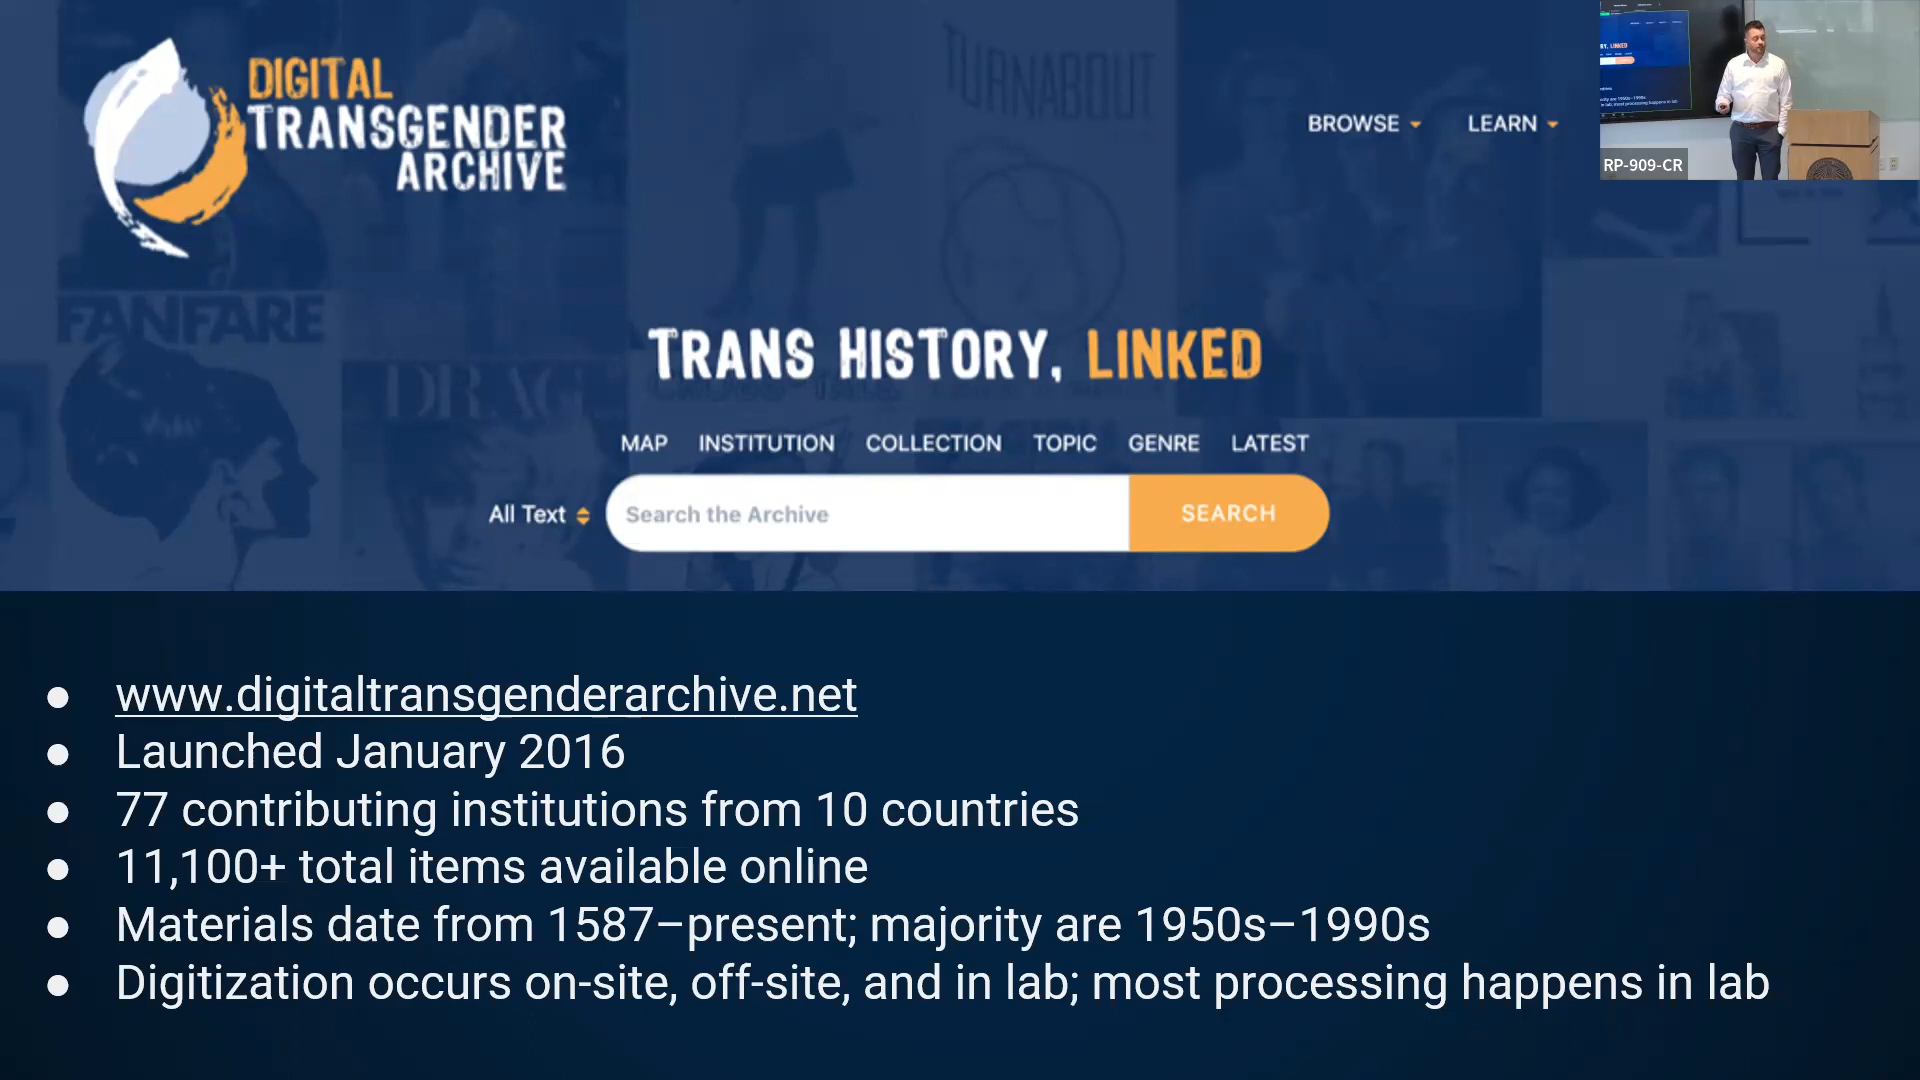 DIGITAL
TRANSGENDER
ARCHIVE
BROWSE
LEARN
RP-909-CR
TURNABOUT
FANFARE
DRAG
TRANS HISTORY, LINKED
MAP INSTITUTION COLLECTION TOPIC GENRE LATEST
All Text
Search the Archive
SEARCH
● www.digitaltransgenderarchive.net
● Launched January 2016
● 77 contributing institutions from 10 countries
● 11,100+ total items available online
● Materials date from 1587–present; majority are 1950s–1990s
● Digitization occurs on-site, off-site, and in lab; most processing happens in lab